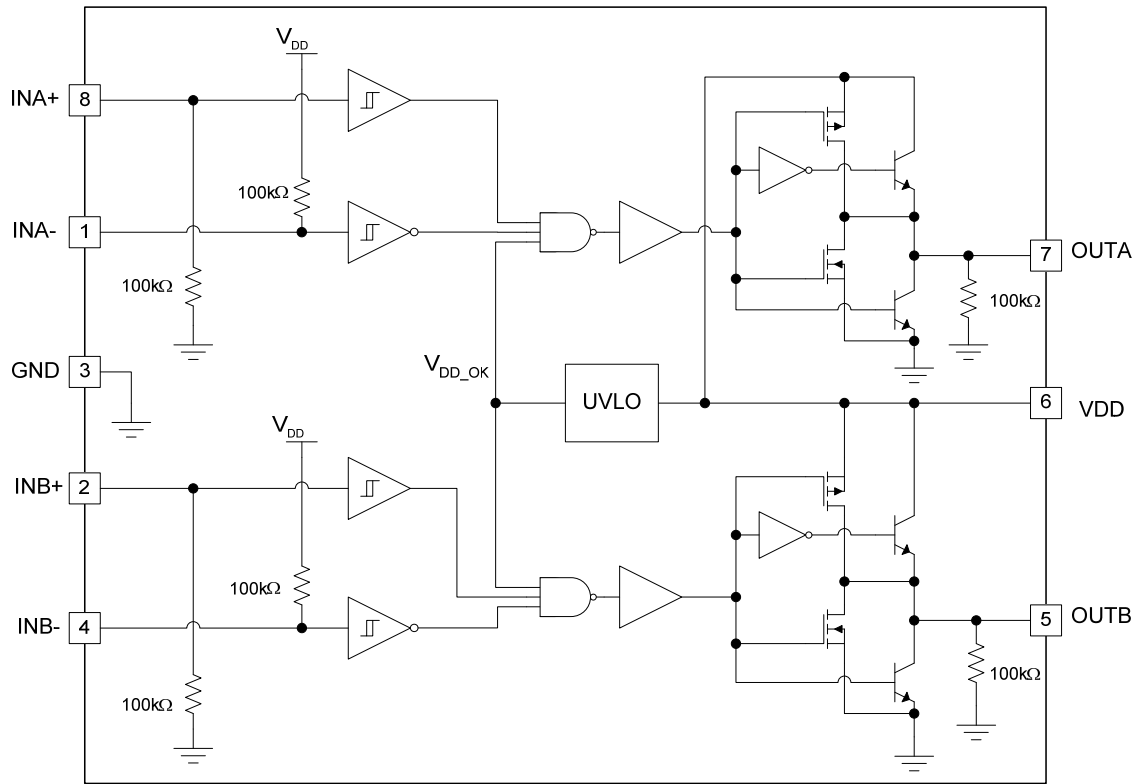 V_DD
INA+
8
100kΩ
INA-
1
100kΩ
7
OUTA
100kΩ
GND
3
V_DD_OK
UVLO
6
VDD
V_DD
INB+
2
100kΩ
INB-
4
5
OUTB
100kΩ
100kΩ